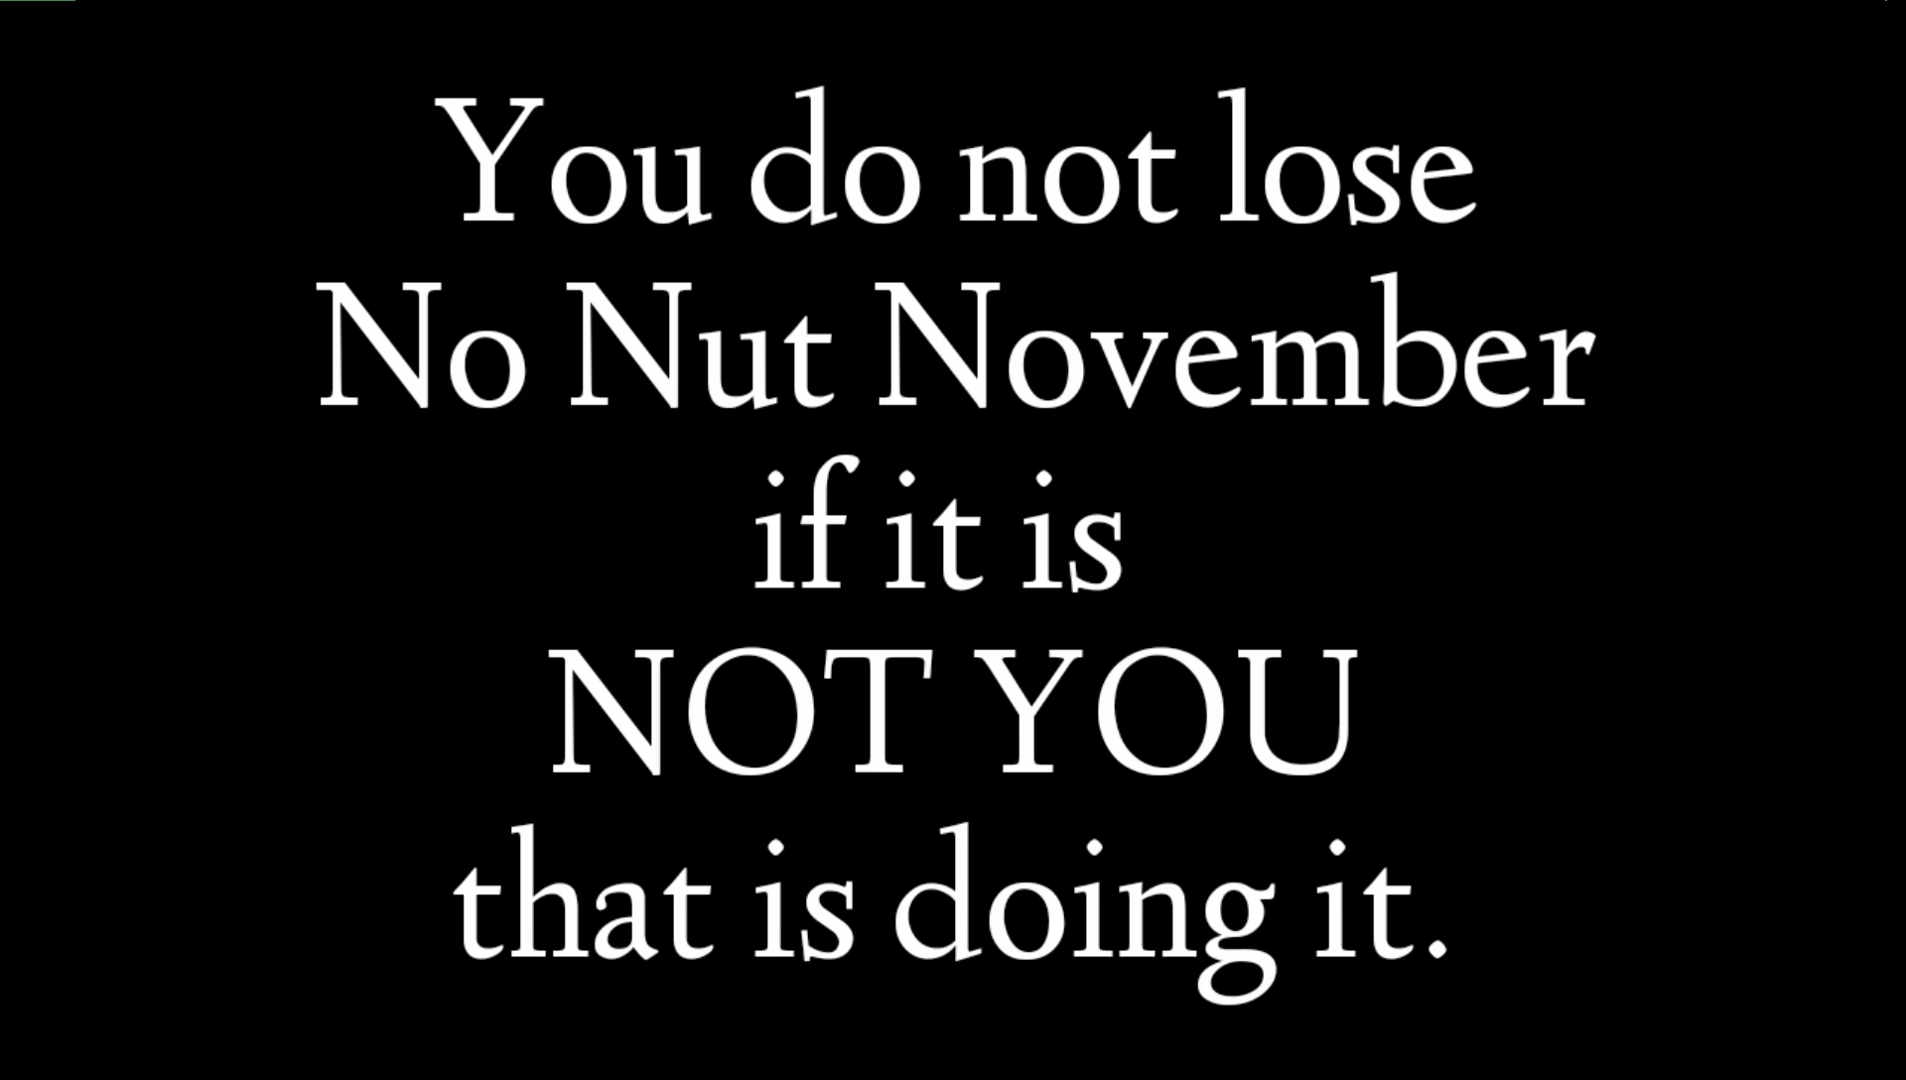 You do not lose
No Nut November
if it is
NOT YOU
that is doing it.